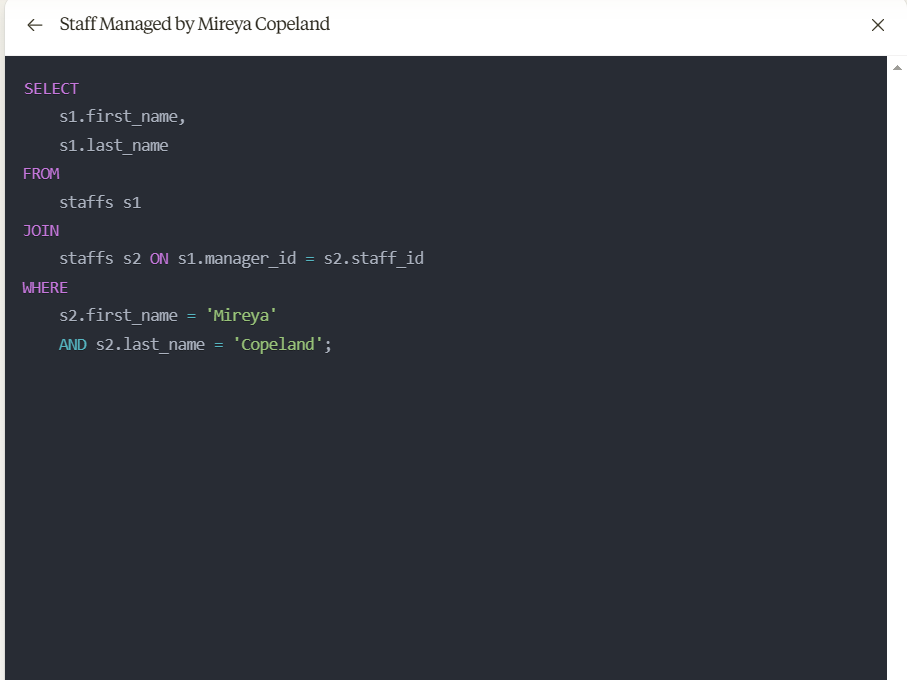 Staff Managed by Mireya Copeland
SELECT
    s1.first_name,
    s1.last_name
FROM
    staffs s1
JOIN
    staffs s2 ON s1.manager_id = s2.staff_id
WHERE
    s2.first_name = 'Mireya'
    AND s2.last_name = 'Copeland';